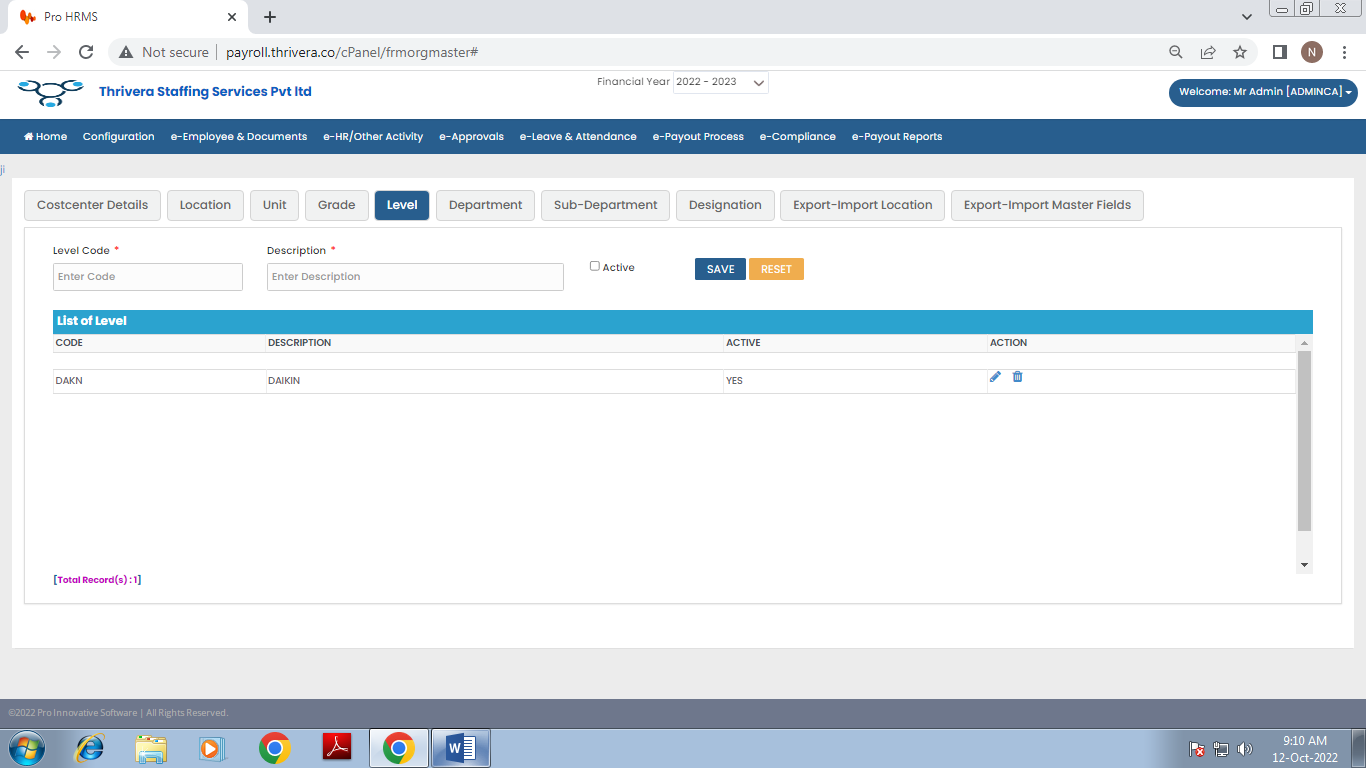 Pro HRMS
Not secure | payroll.thrivera.co/cPanel/frmorgmaster#
N
Thrivera Staffing Services Pvt ltd
Financial Year 2022 - 2023
Welcome: Mr Admin [ADMINCA]
Home Configuration e-Employee & Documents e-HR/Other Activity e-Approvals e-Leave & Attendance e-Payout Process e-Compliance e-Payout Reports
ji
Costcenter Details Location Unit Grade Level Department Sub-Department Designation Export-Import Location Export-Import Master Fields
Level Code * Description *
Enter Code Enter Description Active SAVE RESET
List of Level
CODE DESCRIPTION ACTIVE ACTION
DAKN DAIKIN YES
[Total Record(s) : 1]
©2022 Pro Innovative Software | All Rights Reserved.
W
9:10 AM
12-Oct-2022